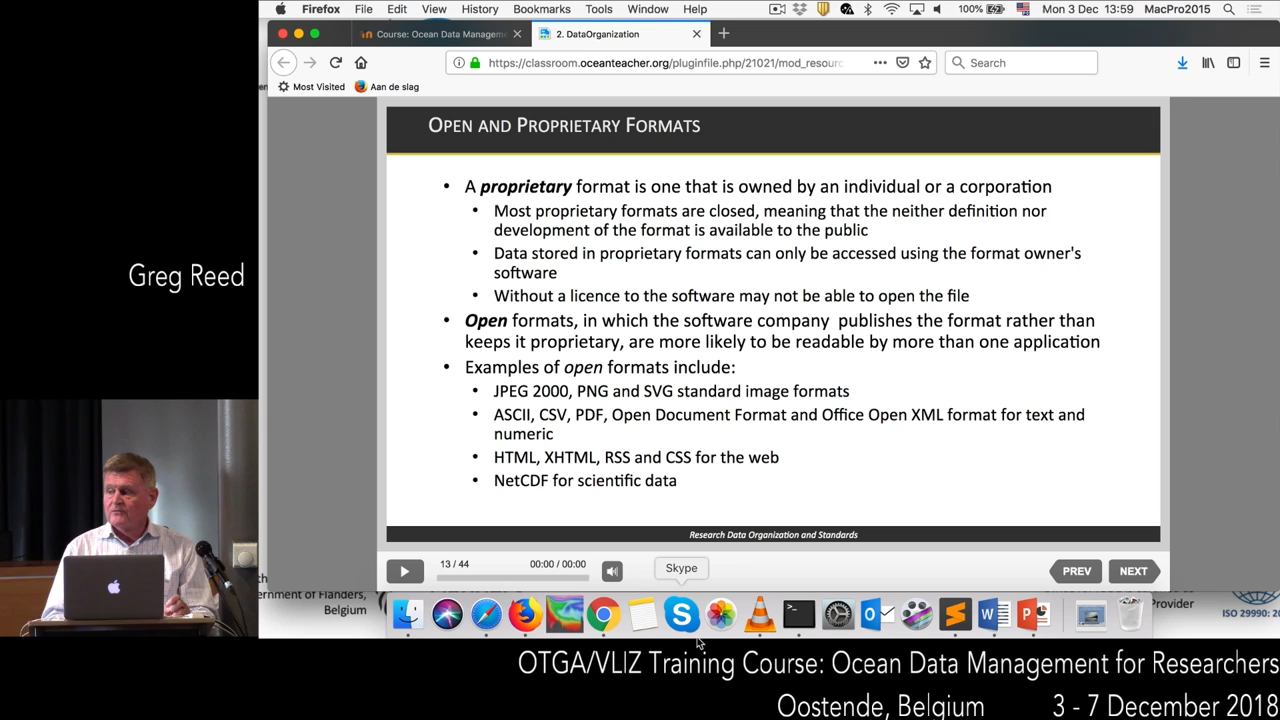 Firefox File Edit View History Bookmarks Tools Window Help 100% Mon 3 Dec 13:59 MacPro2015
Course: Ocean Data Manageme
2. DataOrganization
https://classroom.oceanteacher.org/pluginfile.php/21021/mod_resourc
Search
Most Visited Aan de slag
OPEN AND PROPRIETARY FORMATS
• A proprietary format is one that is owned by an individual or a corporation
• Most proprietary formats are closed, meaning that the neither definition nor
development of the format is available to the public
• Data stored in proprietary formats can only be accessed using the format owner's
software
• Without a licence to the software may not be able to open the file
• Open formats, in which the software company publishes the format rather than
keeps it proprietary, are more likely to be readable by more than one application
• Examples of open formats include:
• JPEG 2000, PNG and SVG standard image formats
• ASCII, CSV, PDF, Open Document Format and Office Open XML format for text and
numeric
• HTML, XHTML, RSS and CSS for the web
• NetCDF for scientific data
Research Data Organization and Standards
13 / 44 00:00 / 00:00
Skype
PREV NEXT
Greg Reed
vernment of Flanders,
Belgium
Provider
ISO 29990: 20
OTGA/VLIZ Training Course: Ocean Data Management for Researchers
Oostende, Belgium 3 - 7 December 2018